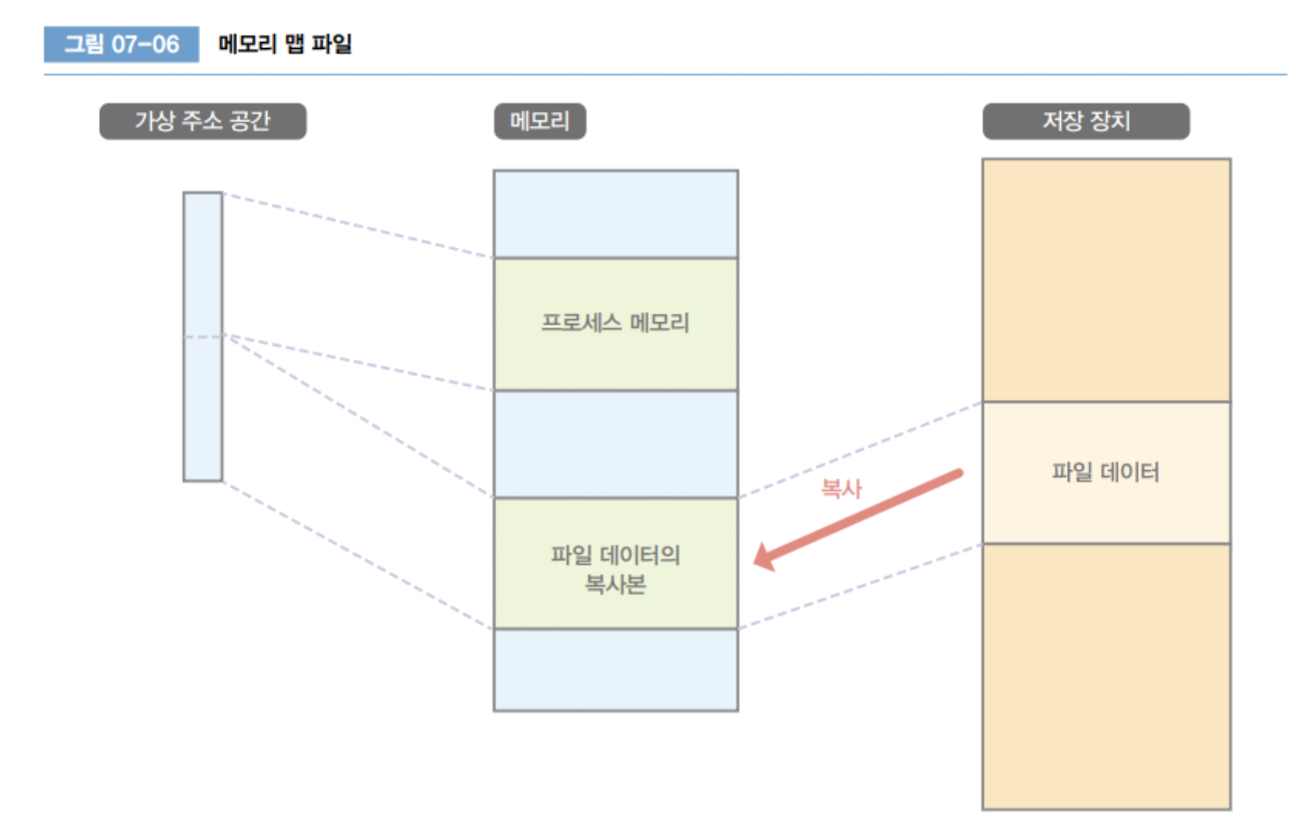 그림 07-06 메모리 맵 파일
가상 주소 공간
메모리
저장 장치
프로세스 메모리
파일 데이터
복사
파일 데이터의
복사본